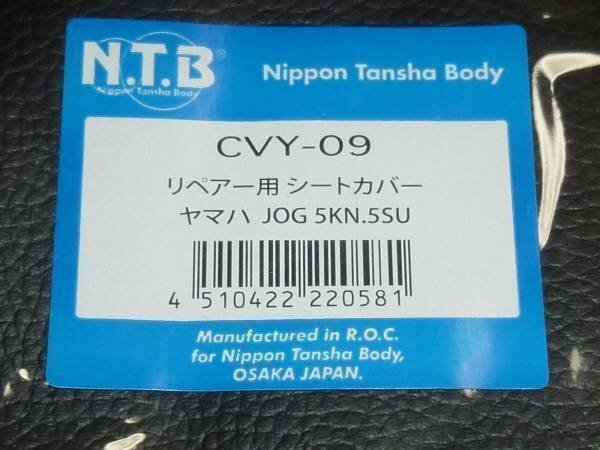 N.T.B®
Nippon Tansha Body
Nippon Tansha Body
CVY-09
リペアー用 シートカバー
ヤマハ JOG 5KN.5SU
4 510422 220581
Manufactured in R.O.C.
for Nippon Tansha Body,
OSAKA JAPAN.